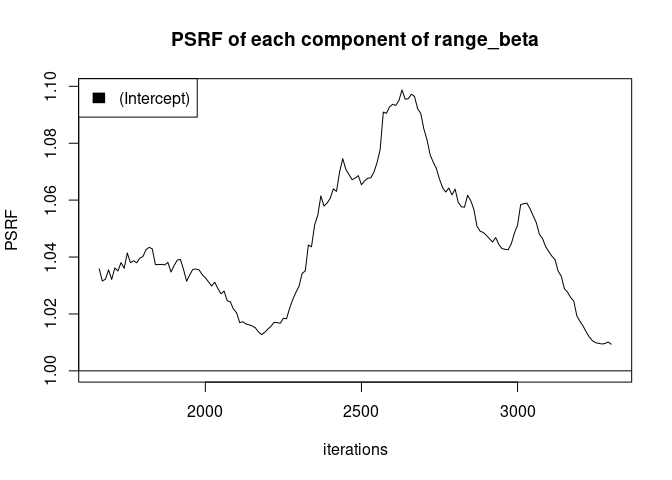 PSRF of each component of range_beta
(Intercept)
PSRF
1.10
1.08
1.06
1.04
1.02
1.00
2000
2500
3000
iterations